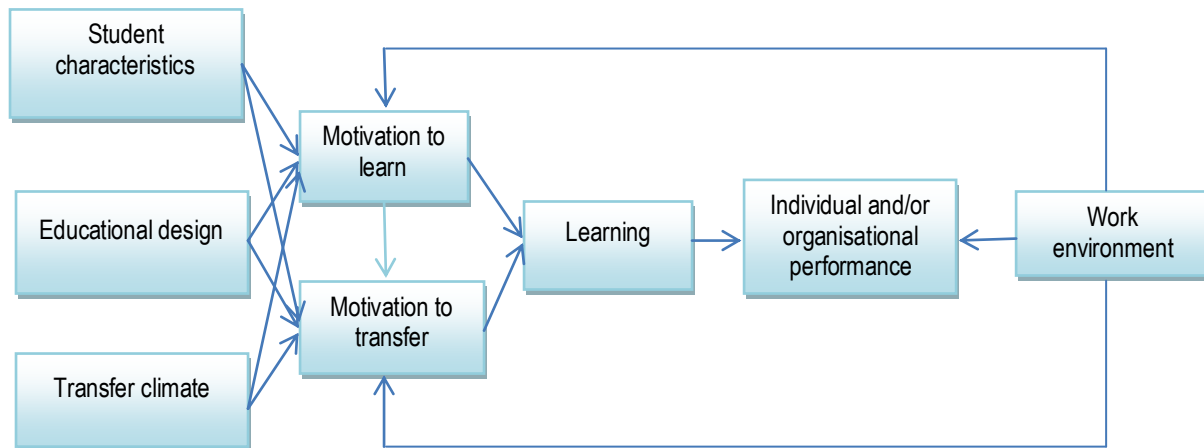 Student
characteristics
Educational design
Transfer climate
Motivation to
learn
Motivation to
transfer
Learning
Individual and/or
organisational
performance
Work
environment